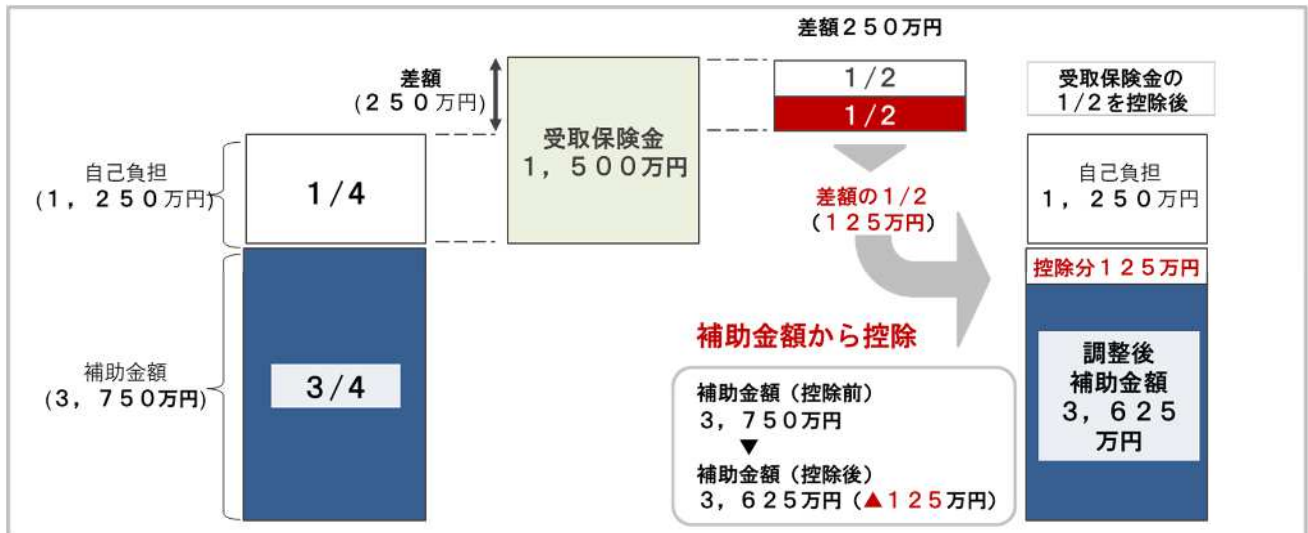 差額２５０万円
差額
(２５０万円)
１/２
１/２
受取保険金の
１/２を控除後
受取保険金
１，５００万円
自己負担
(１，２５０万円)
１/４
差額の１/２
（１２５万円）
自己負担
１，２５０万円
控除分１２５万円
補助金額から控除
補助金額
(３，７５０万円)
３/４
補助金額（控除前）
３，７５０万円
▼
補助金額（控除後）
３，６２５万円（▲１２５万円）
調整後
補助金額
３，６２５
万円